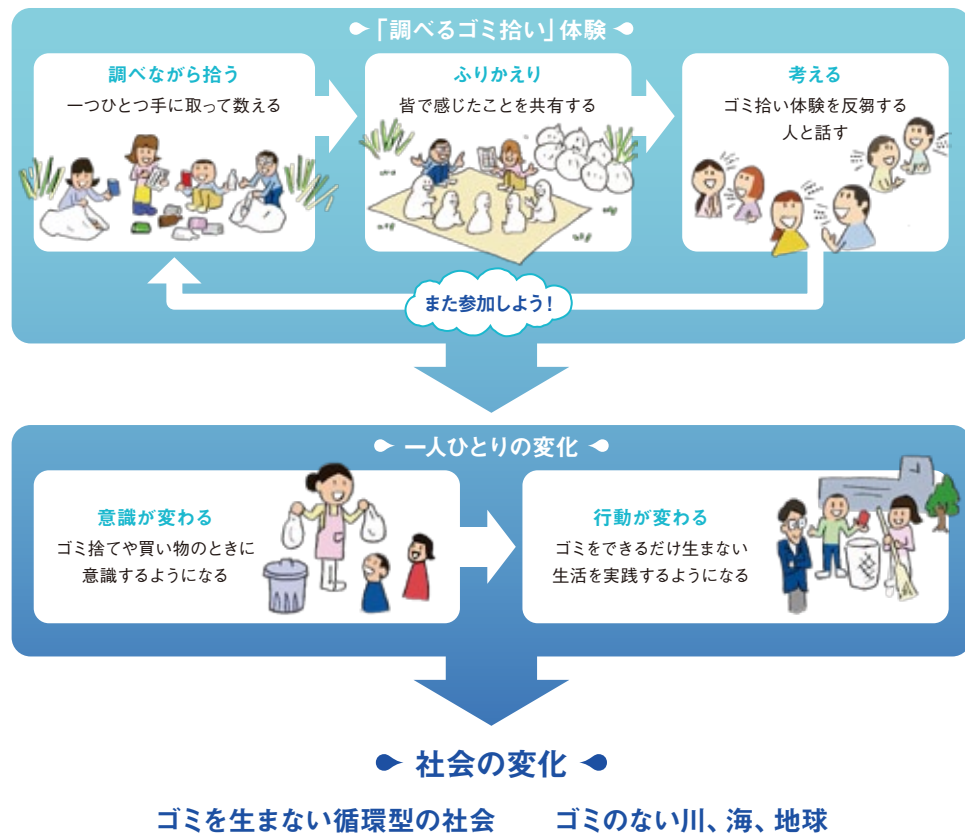 「調べるゴミ拾い」体験
調べながら拾う
一つひとつ手に取って数える
ふりかえり
皆で感じたことを共有する
考える
ゴミ拾い体験を反芻する
人と話す
また参加しよう！
一人ひとりの変化
意識が変わる
ゴミ捨てや買い物のときに
意識するようになる
行動が変わる
ゴミをできるだけ生まない
生活を実践するようになる
社会の変化
ゴミを生まない循環型の社会
ゴミのない川、海、地球